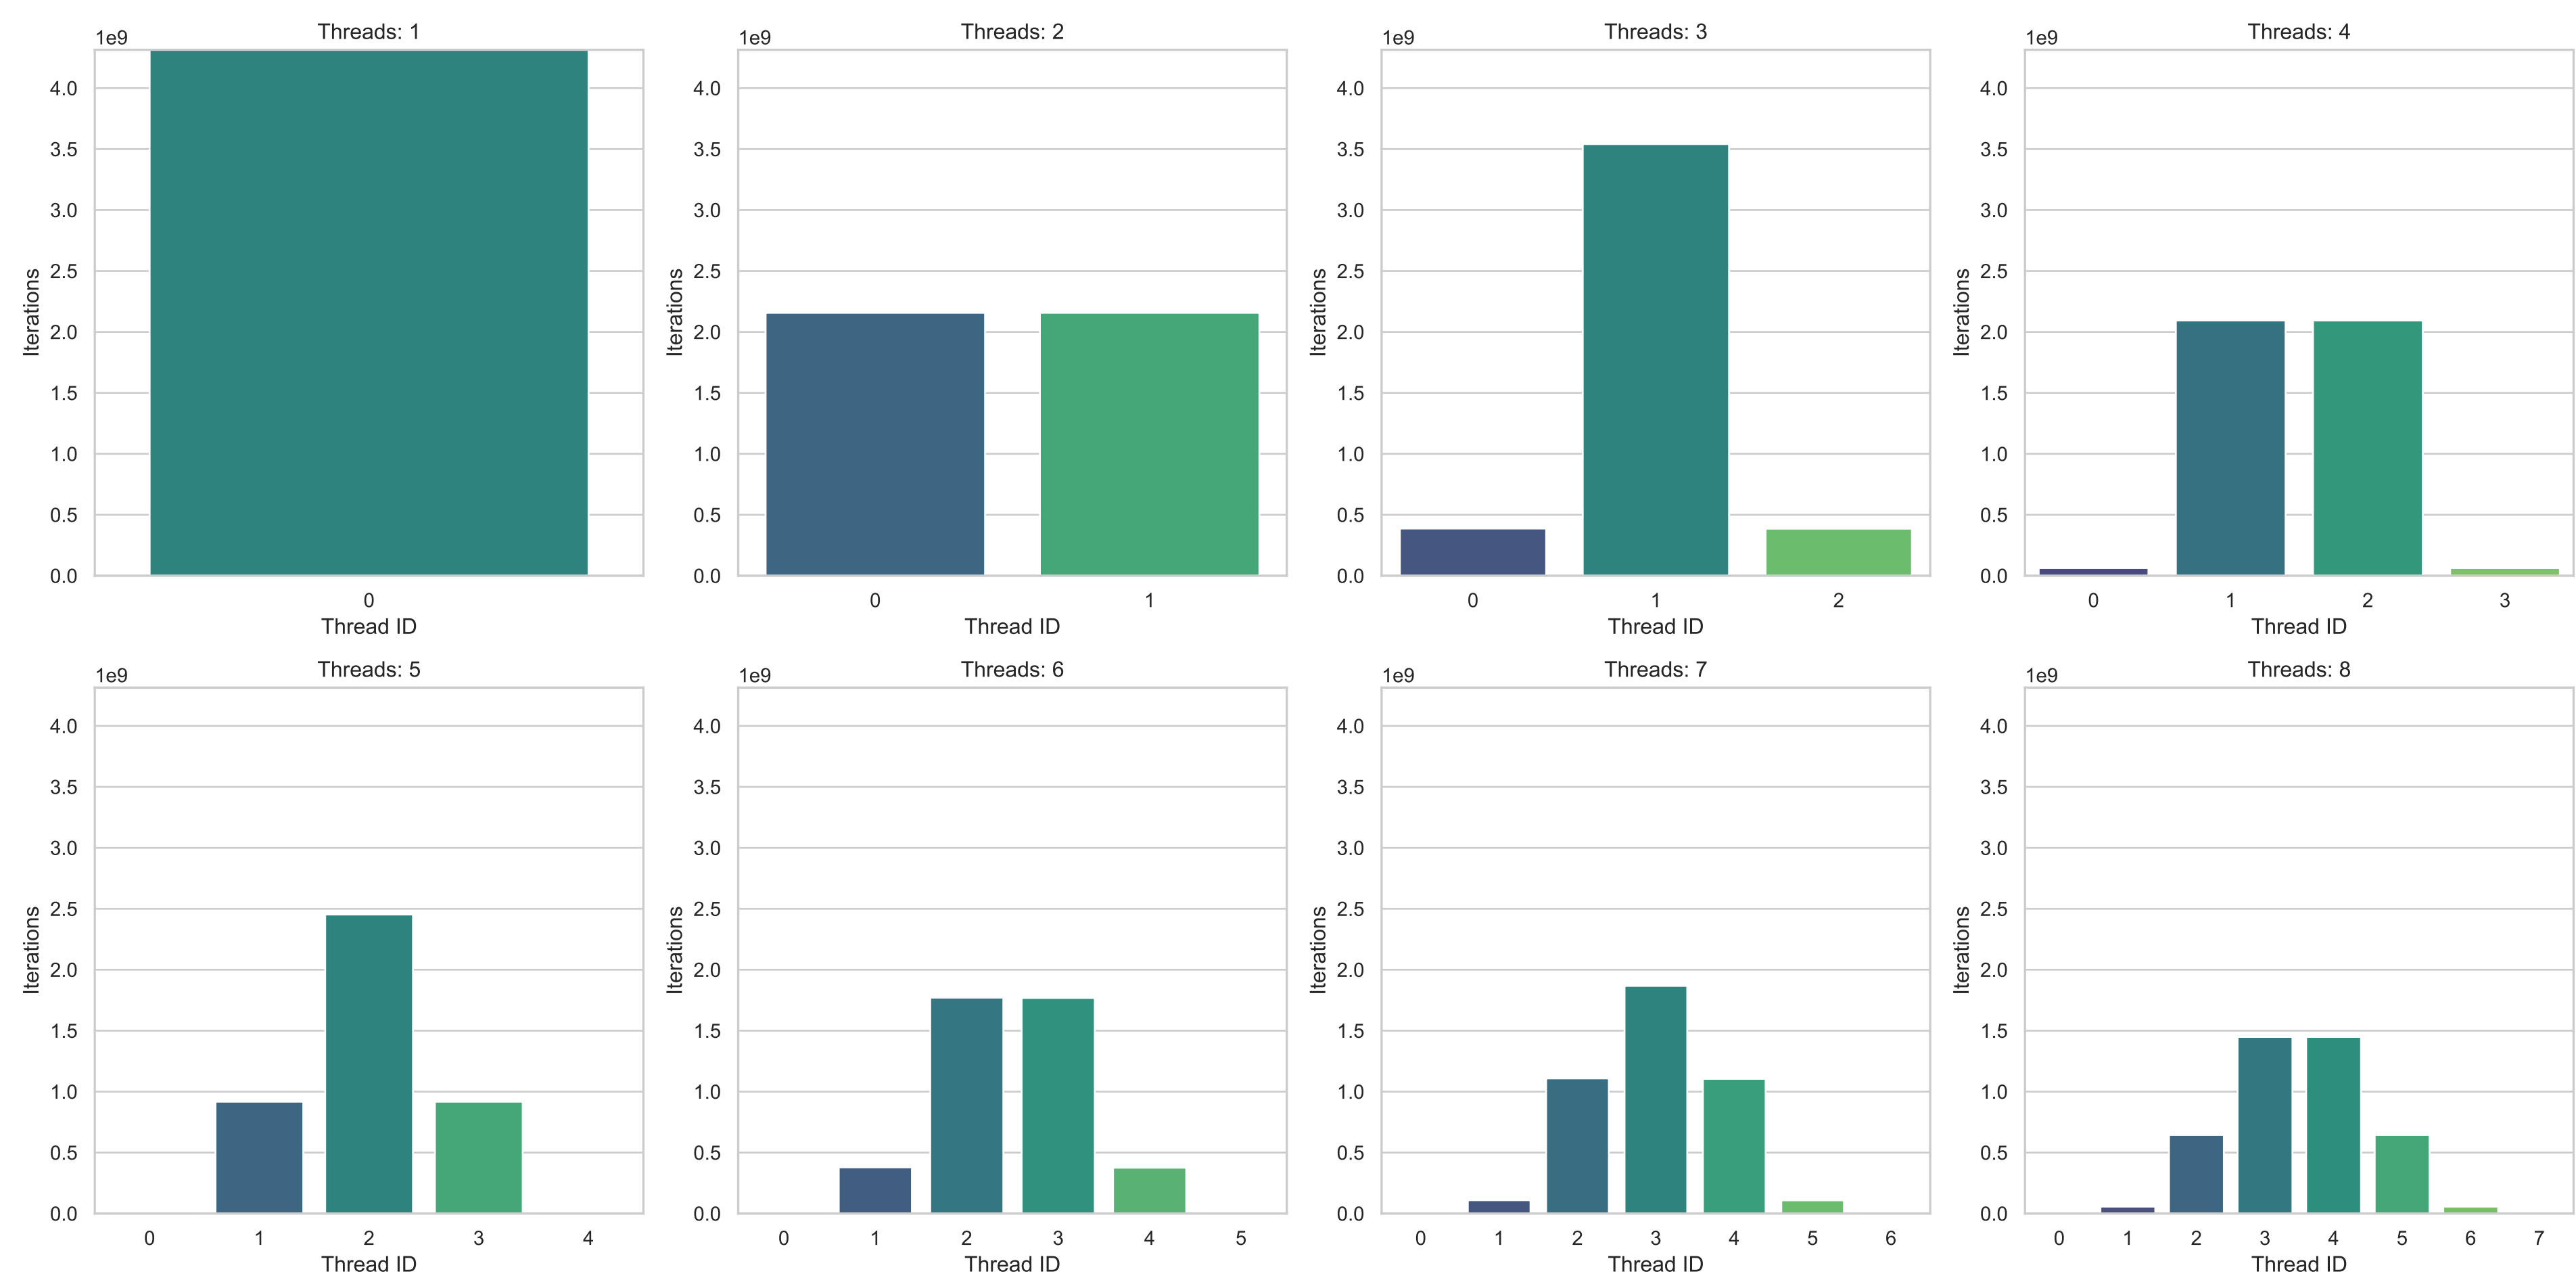 Threads: 1
1e9
4.0
3.5
3.0
2.5
2.0
1.5
1.0
0.5
0.0
Iterations
0
Thread ID
Threads: 2
1e9
4.0
3.5
3.0
2.5
2.0
1.5
1.0
0.5
0.0
Iterations
0 1
Thread ID
Threads: 3
1e9
4.0
3.5
3.0
2.5
2.0
1.5
1.0
0.5
0.0
Iterations
0 1 2
Thread ID
Threads: 4
1e9
4.0
3.5
3.0
2.5
2.0
1.5
1.0
0.5
0.0
Iterations
0 1 2 3
Thread ID
Threads: 5
1e9
4.0
3.5
3.0
2.5
2.0
1.5
1.0
0.5
0.0
Iterations
0 1 2 3 4
Thread ID
Threads: 6
1e9
4.0
3.5
3.0
2.5
2.0
1.5
1.0
0.5
0.0
Iterations
0 1 2 3 4 5
Thread ID
Threads: 7
1e9
4.0
3.5
3.0
2.5
2.0
1.5
1.0
0.5
0.0
Iterations
0 1 2 3 4 5 6
Thread ID
Threads: 8
1e9
4.0
3.5
3.0
2.5
2.0
1.5
1.0
0.5
0.0
Iterations
0 1 2 3 4 5 6 7
Thread ID